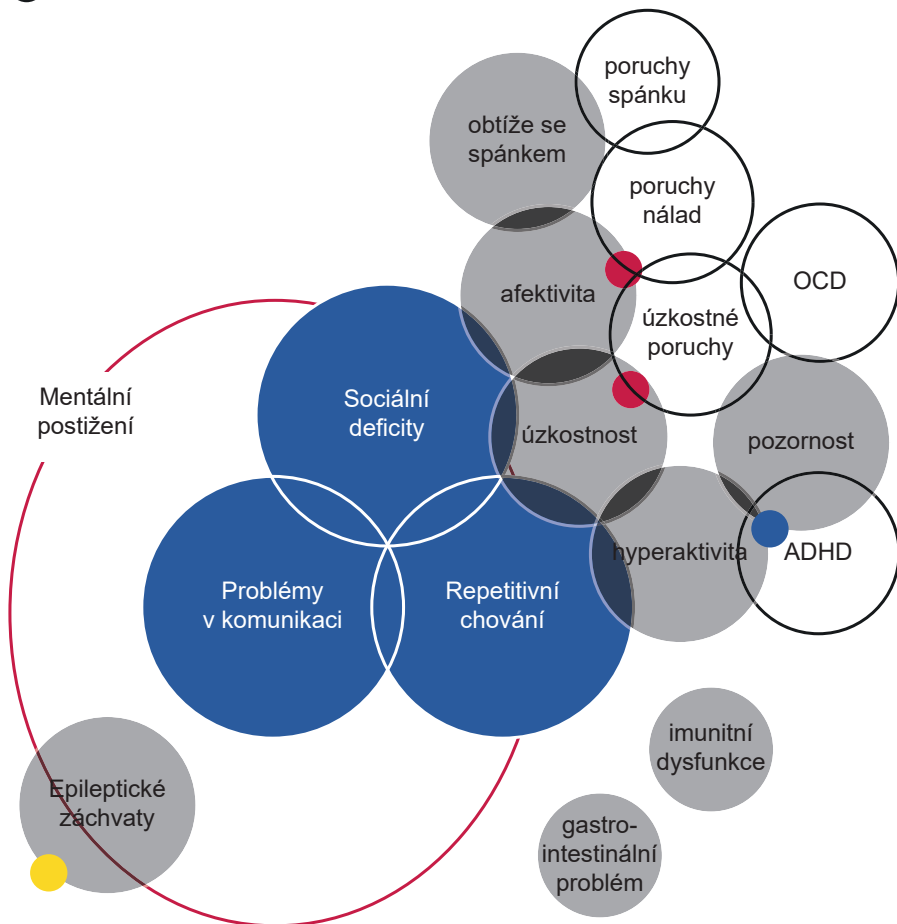 poruchy
spánku
obtíže se
spánkem
poruchy
nálad
OCD
afektivita
úzkostné
poruchy
Mentální
postižení
Sociální
deficity
úzkostnost
pozornost
hyperaktivita
ADHD
Problémy
v komunikaci
Repetitivní
chování
imunitní
dysfunkce
Epileptické
záchvaty
gastro-
intestinální
problém